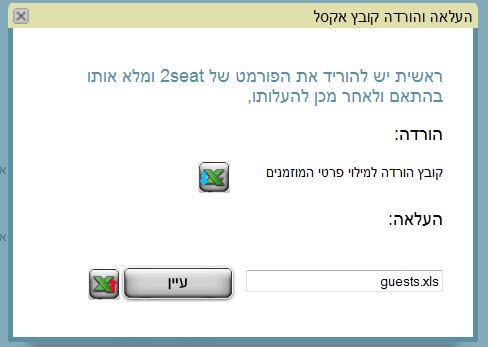 העלאה והורדה קובץ אקסל
ראשית יש להוריד את הפורמט של 2seat ומלא אותו
בהתאם ולאחר מכן להעלותו,
הורדה:
קובץ הורדה למילוי פרטי המוזמנים
העלאה:
guests.xls
עיין